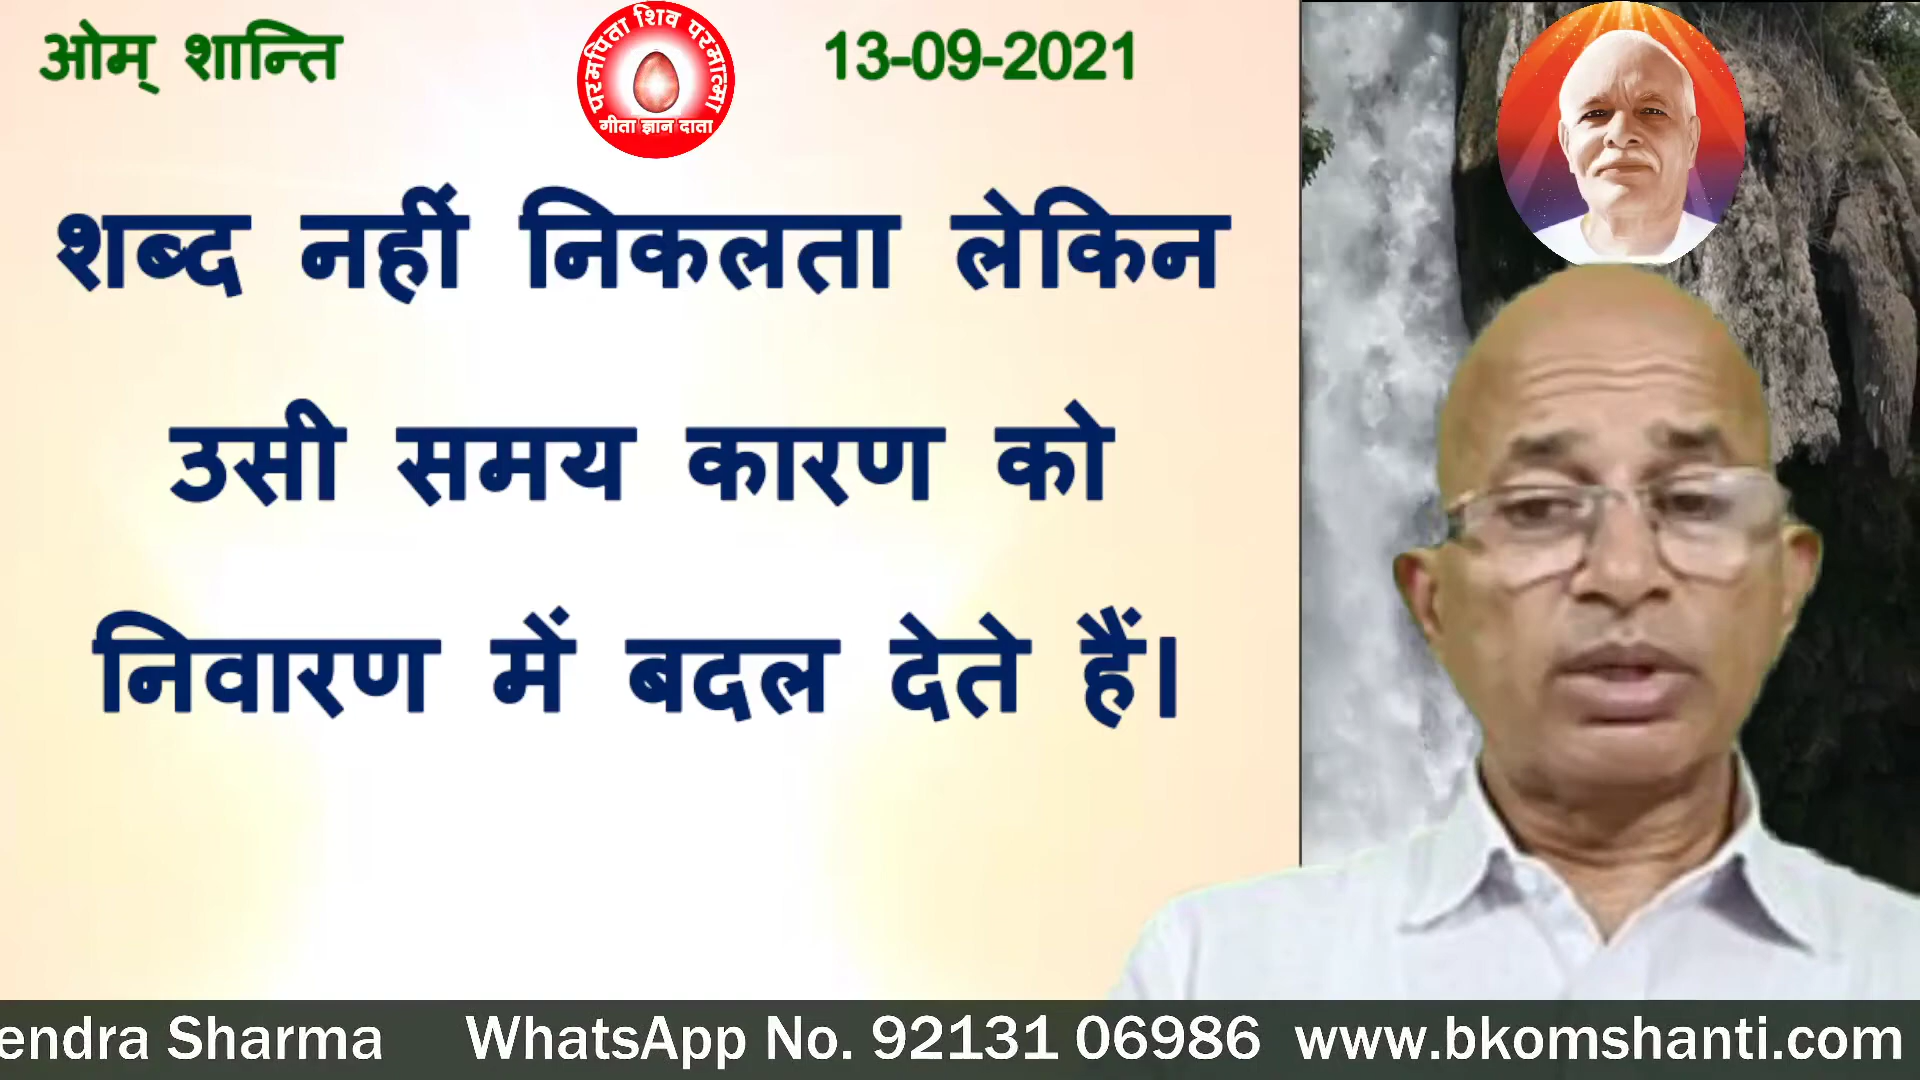 ओम् शान्ति
परमपिता शिव परमात्मा
गीता ज्ञान दाता
13-09-2021
शब्द नहीं निकलता लेकिन
उसी समय कारण को
निवारण में बदल देते हैं।
endra Sharma WhatsApp No. 92131 06986 www.bkomshanti.com